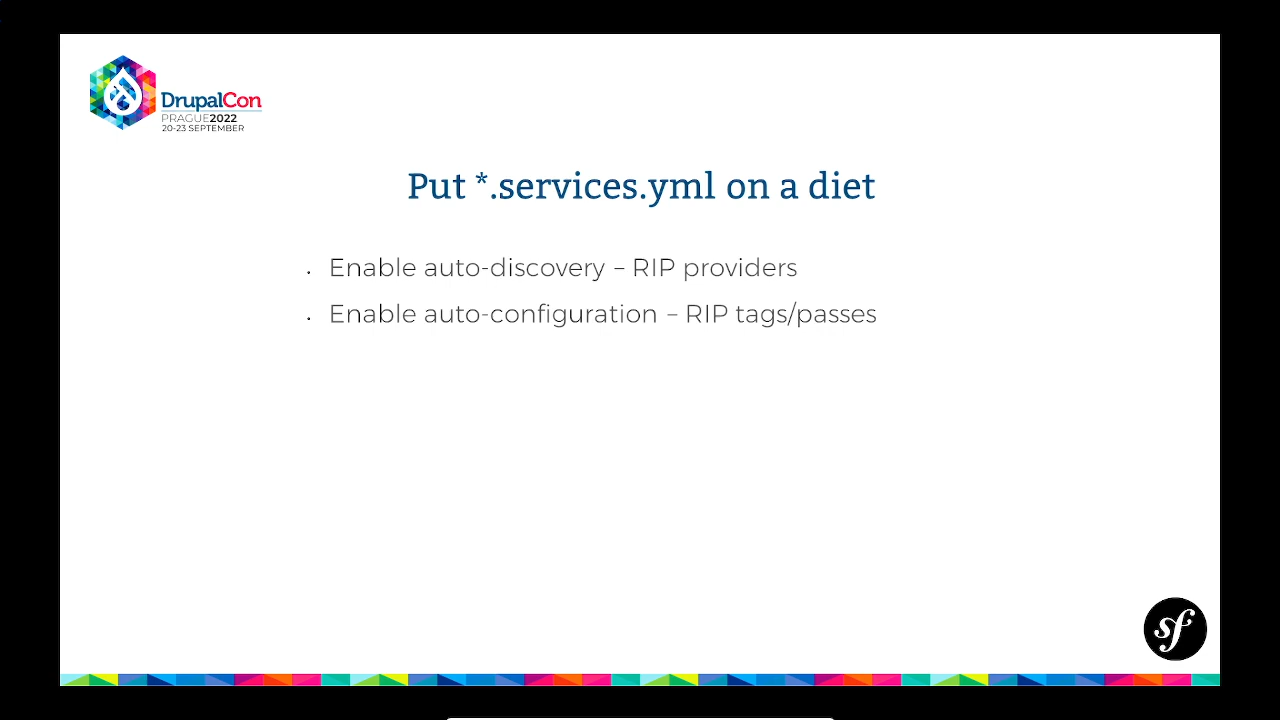 DrupalCon
PRAGUE2022
20-23 SEPTEMBER
Put *.services.yml on a diet
• Enable auto-discovery – RIP providers
• Enable auto-configuration – RIP tags/passes
sf